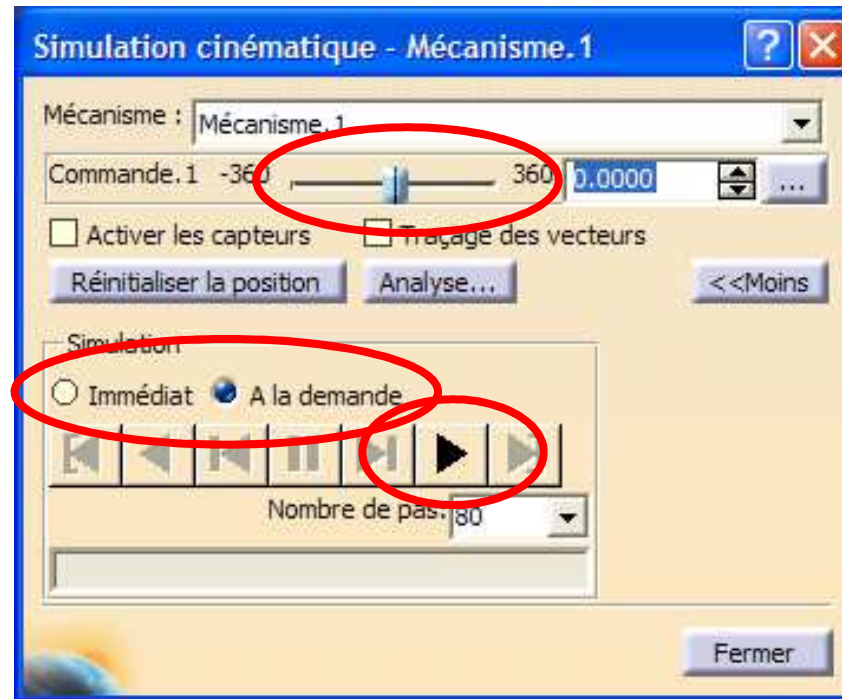 Simulation cinématique - Mécanisme.1 ?
Mécanisme : Mécanisme.1
Commande.1 -360 360 0.0000 ...
Activer les capteurs Traçage des vecteurs
Réinitialiser la position Analyse... <<Moins
Simulation
Immédiat A la demande
Nombre de pas: 80
Fermer